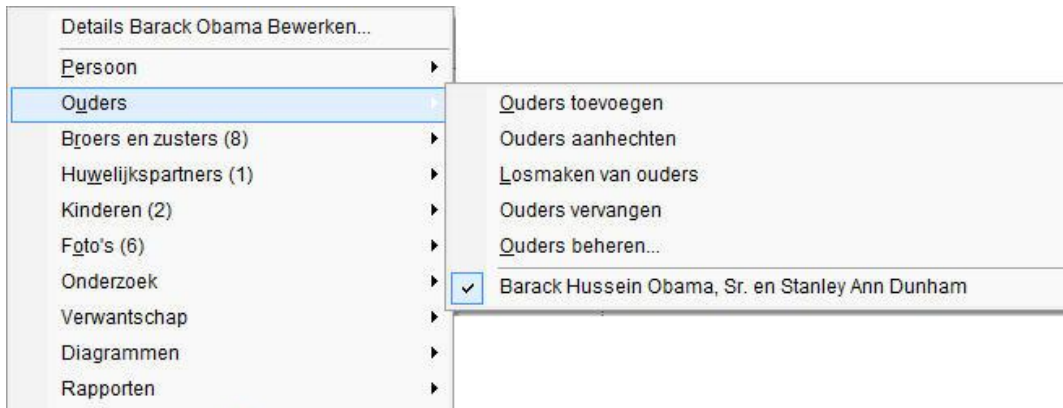 Details Barack Obama Bewerken...
Persoon
Ouders
Broers en zusters (8)
Huwelijkspartners (1)
Kinderen (2)
Foto's (6)
Onderzoek
Verwantschap
Diagrammen
Rapporten
Ouders toevoegen
Ouders aanhechten
Losmaken van ouders
Ouders vervangen
Ouders beheren...
Barack Hussein Obama, Sr. en Stanley Ann Dunham